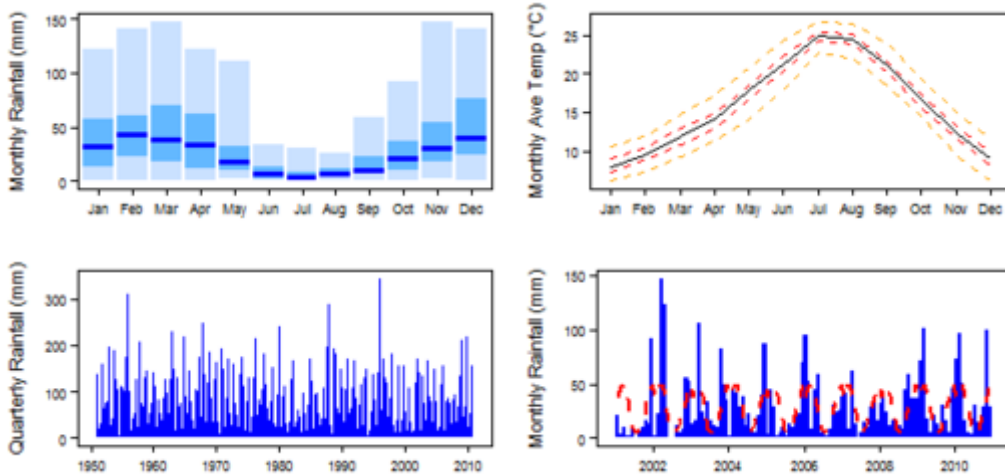 Monthly Rainfall (mm)
150
100
50
0
Jan Feb Mar Apr May Jun Jul Aug Sep Oct Nov Dec
Monthly Ave Temp (°C)
25
20
15
10
Jan Feb Mar Apr May Jun Jul Aug Sep Oct Nov Dec
Quarterly Rainfall (mm)
300
200
100
0
1950 1960 1970 1980 1990 2000 2010
Monthly Rainfall (mm)
150
100
50
0
2002 2004 2006 2008 2010